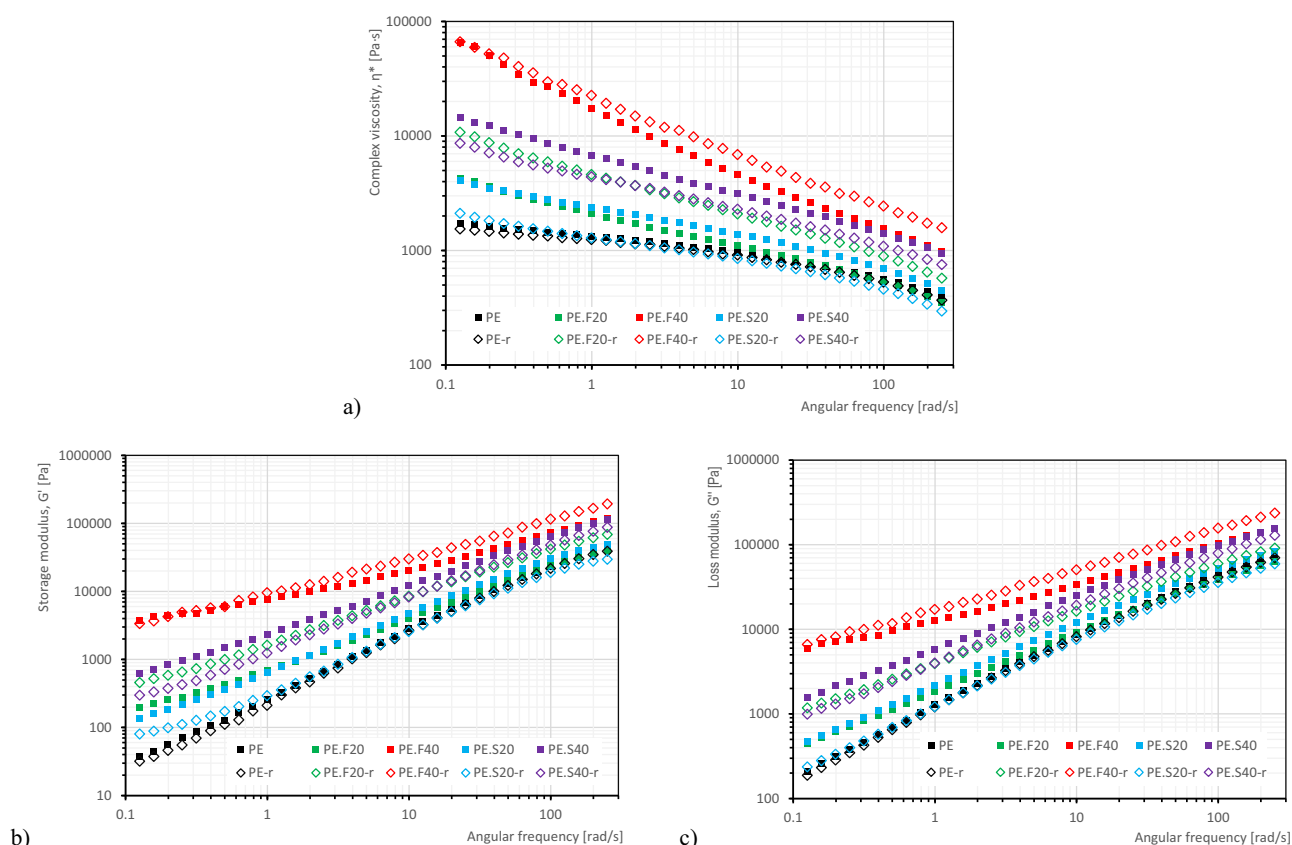 100000
10000
1000
100
Complex viscosity, η* [Pa·s]
PE PE.F20 PE.F40 PE.S20 PE.S40
PE-r PE.F20-r PE.F40-r PE.S20-r PE.S40-r
0.1 1 10 100
Angular frequency [rad/s]
a)
1000000
100000
10000
1000
100
10
Storage modulus, G' [Pa]
PE PE.F20 PE.F40 PE.S20 PE.S40
PE-r PE.F20-r PE.F40-r PE.S20-r PE.S40-r
0.1 1 10 100
Angular frequency [rad/s]
b)
1000000
100000
10000
1000
100
Loss modulus, G'' [Pa]
PE PE.F20 PE.F40 PE.S20 PE.S40
PE-r PE.F20-r PE.F40-r PE.S20-r PE.S40-r
0.1 1 10 100
Angular frequency [rad/s]
c)